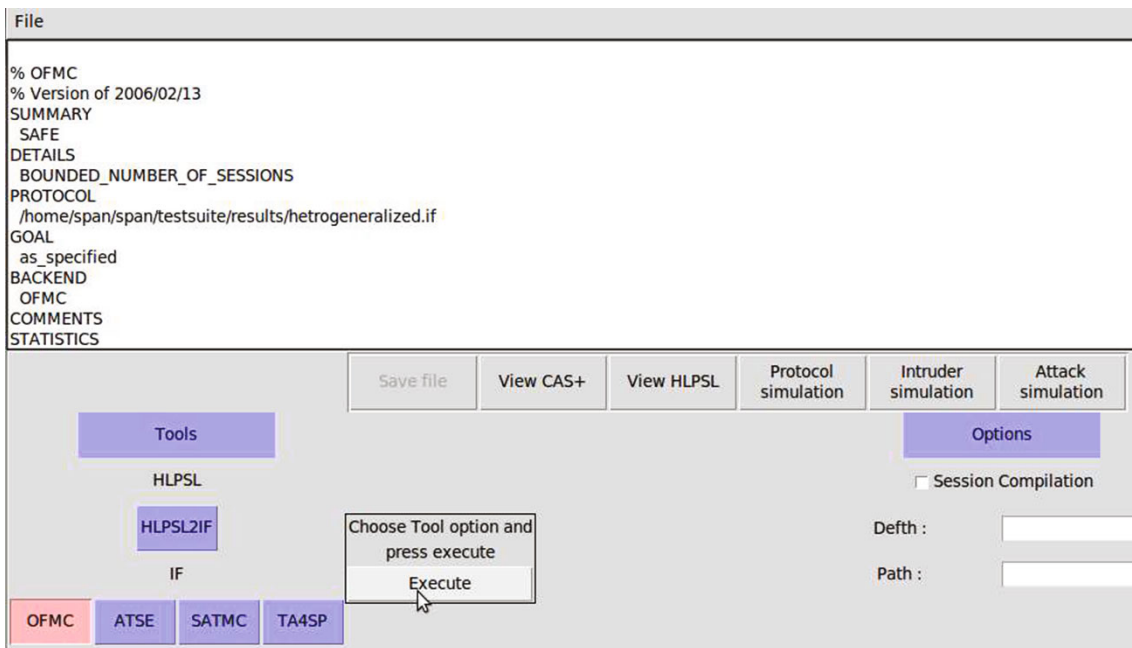 File
% OFMC
% Version of 2006/02/13
SUMMARY
SAFE
DETAILS
BOUNDED_NUMBER_OF_SESSIONS
PROTOCOL
/home/span/span/testsuite/results/hetrogeneralized.if
GOAL
as_specified
BACKEND
OFMC
COMMENTS
STATISTICS
Save file
View CAS+
View HLPSL
Protocol
simulation
Intruder
simulation
Attack
simulation
Tools
Options
HLPSL
Session Compilation
HLPSL2IF
Choose Tool option and
press execute
Execute
Defth :
IF
Path :
OFMC
ATSE
SATMC
TA4SP